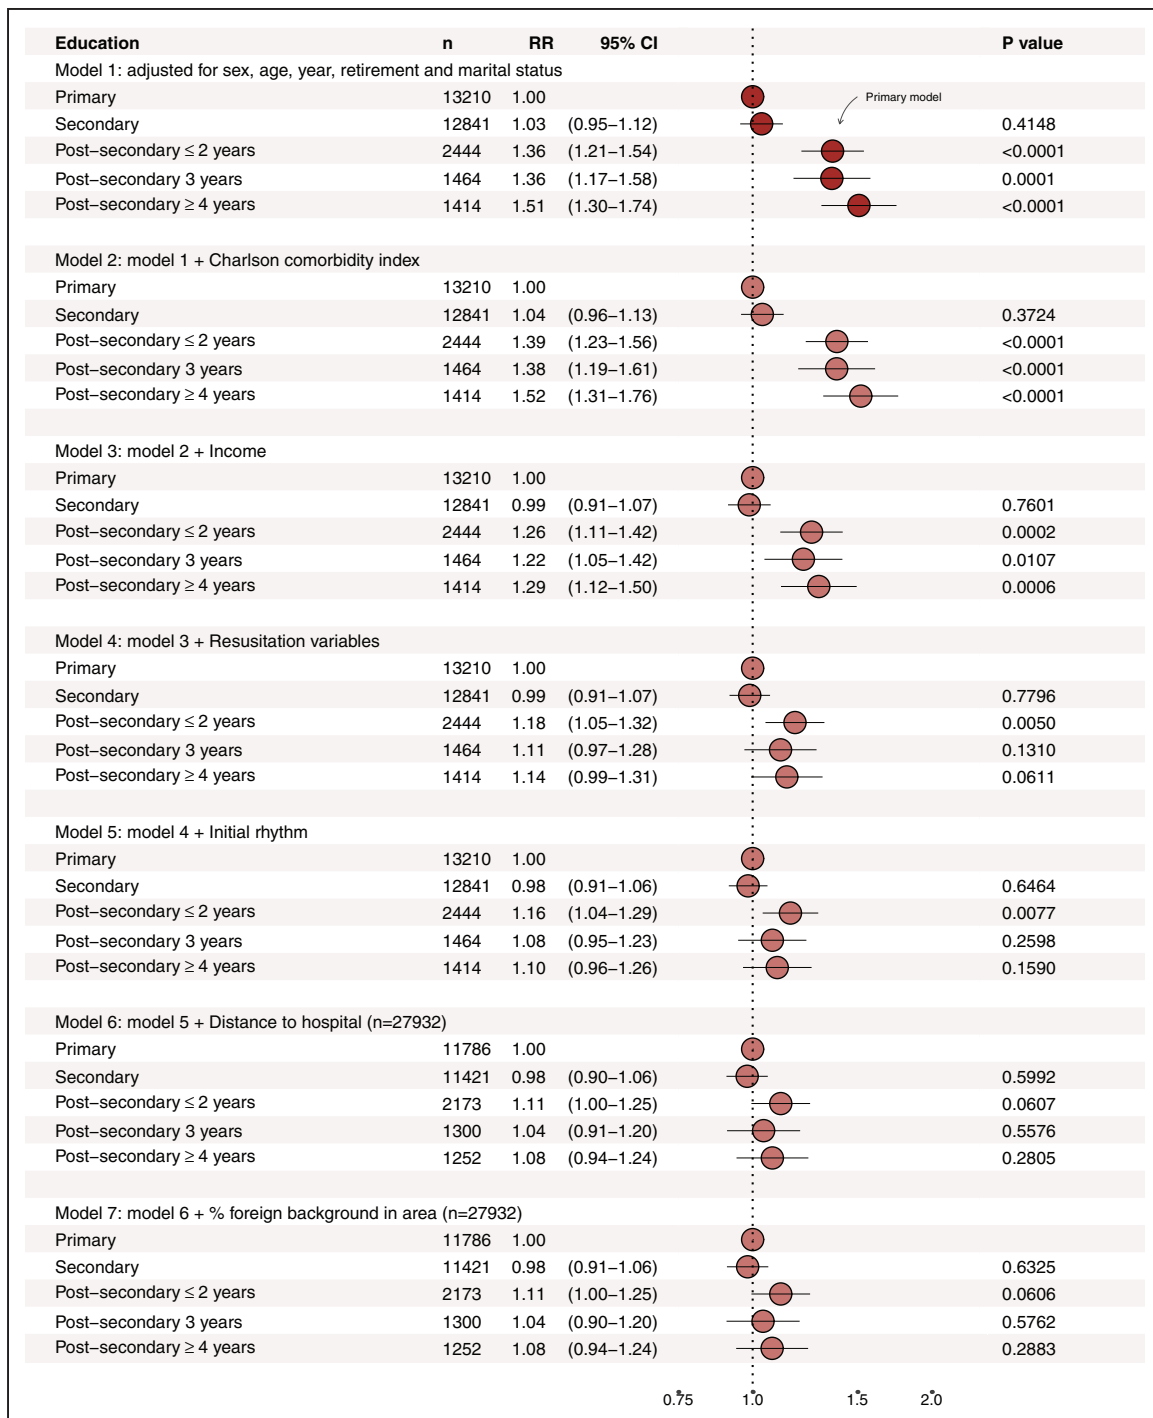 Education n RR 95% CI P value
Model 1: adjusted for sex, age, year, retirement and marital status
Primary 13210 1.00 Primary model
Secondary 12841 1.03 (0.95–1.12) 0.4148
Post–secondary ≤ 2 years 2444 1.36 (1.21–1.54) <0.0001
Post–secondary 3 years 1464 1.36 (1.17–1.58) 0.0001
Post–secondary ≥ 4 years 1414 1.51 (1.30–1.74) <0.0001
Model 2: model 1 + Charlson comorbidity index
Primary 13210 1.00
Secondary 12841 1.04 (0.96–1.13) 0.3724
Post–secondary ≤ 2 years 2444 1.39 (1.23–1.56) <0.0001
Post–secondary 3 years 1464 1.38 (1.19–1.61) <0.0001
Post–secondary ≥ 4 years 1414 1.52 (1.31–1.76) <0.0001
Model 3: model 2 + Income
Primary 13210 1.00
Secondary 12841 0.99 (0.91–1.07) 0.7601
Post–secondary ≤ 2 years 2444 1.26 (1.11–1.42) 0.0002
Post–secondary 3 years 1464 1.22 (1.05–1.42) 0.0107
Post–secondary ≥ 4 years 1414 1.29 (1.12–1.50) 0.0006
Model 4: model 3 + Resusitation variables
Primary 13210 1.00
Secondary 12841 0.99 (0.91–1.07) 0.7796
Post–secondary ≤ 2 years 2444 1.18 (1.05–1.32) 0.0050
Post–secondary 3 years 1464 1.11 (0.97–1.28) 0.1310
Post–secondary ≥ 4 years 1414 1.14 (0.99–1.31) 0.0611
Model 5: model 4 + Initial rhythm
Primary 13210 1.00
Secondary 12841 0.98 (0.91–1.06) 0.6464
Post–secondary ≤ 2 years 2444 1.16 (1.04–1.29) 0.0077
Post–secondary 3 years 1464 1.08 (0.95–1.23) 0.2598
Post–secondary ≥ 4 years 1414 1.10 (0.96–1.26) 0.1590
Model 6: model 5 + Distance to hospital (n=27932)
Primary 11786 1.00
Secondary 11421 0.98 (0.90–1.06) 0.5992
Post–secondary ≤ 2 years 2173 1.11 (1.00–1.25) 0.0607
Post–secondary 3 years 1300 1.04 (0.91–1.20) 0.5576
Post–secondary ≥ 4 years 1252 1.08 (0.94–1.24) 0.2805
Model 7: model 6 + % foreign background in area (n=27932)
Primary 11786 1.00
Secondary 11421 0.98 (0.91–1.06) 0.6325
Post–secondary ≤ 2 years 2173 1.11 (1.00–1.25) 0.0606
Post–secondary 3 years 1300 1.04 (0.90–1.20) 0.5762
Post–secondary ≥ 4 years 1252 1.08 (0.94–1.24) 0.2883
0.75 1.0 1.5 2.0